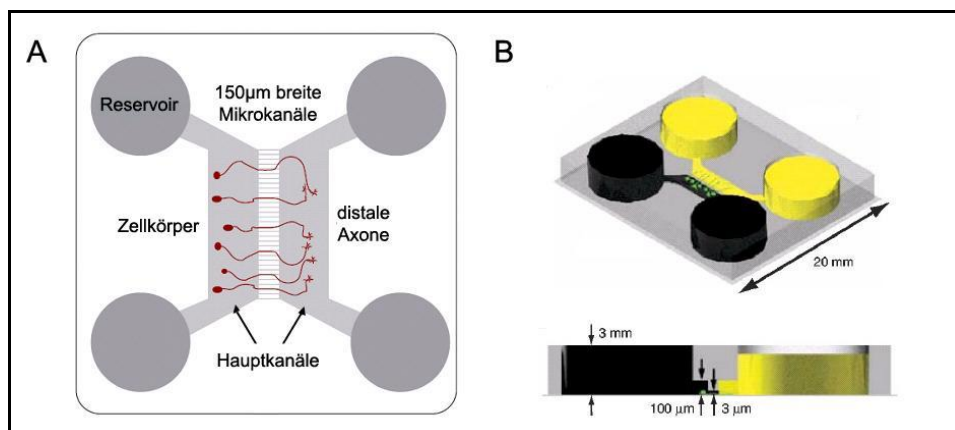 A
Reservoir
150µm breite
Mikrokanäle
Zellkörper
distale
Axone
Hauptkanäle
B
20 mm
3 mm
100 µm
3 µm